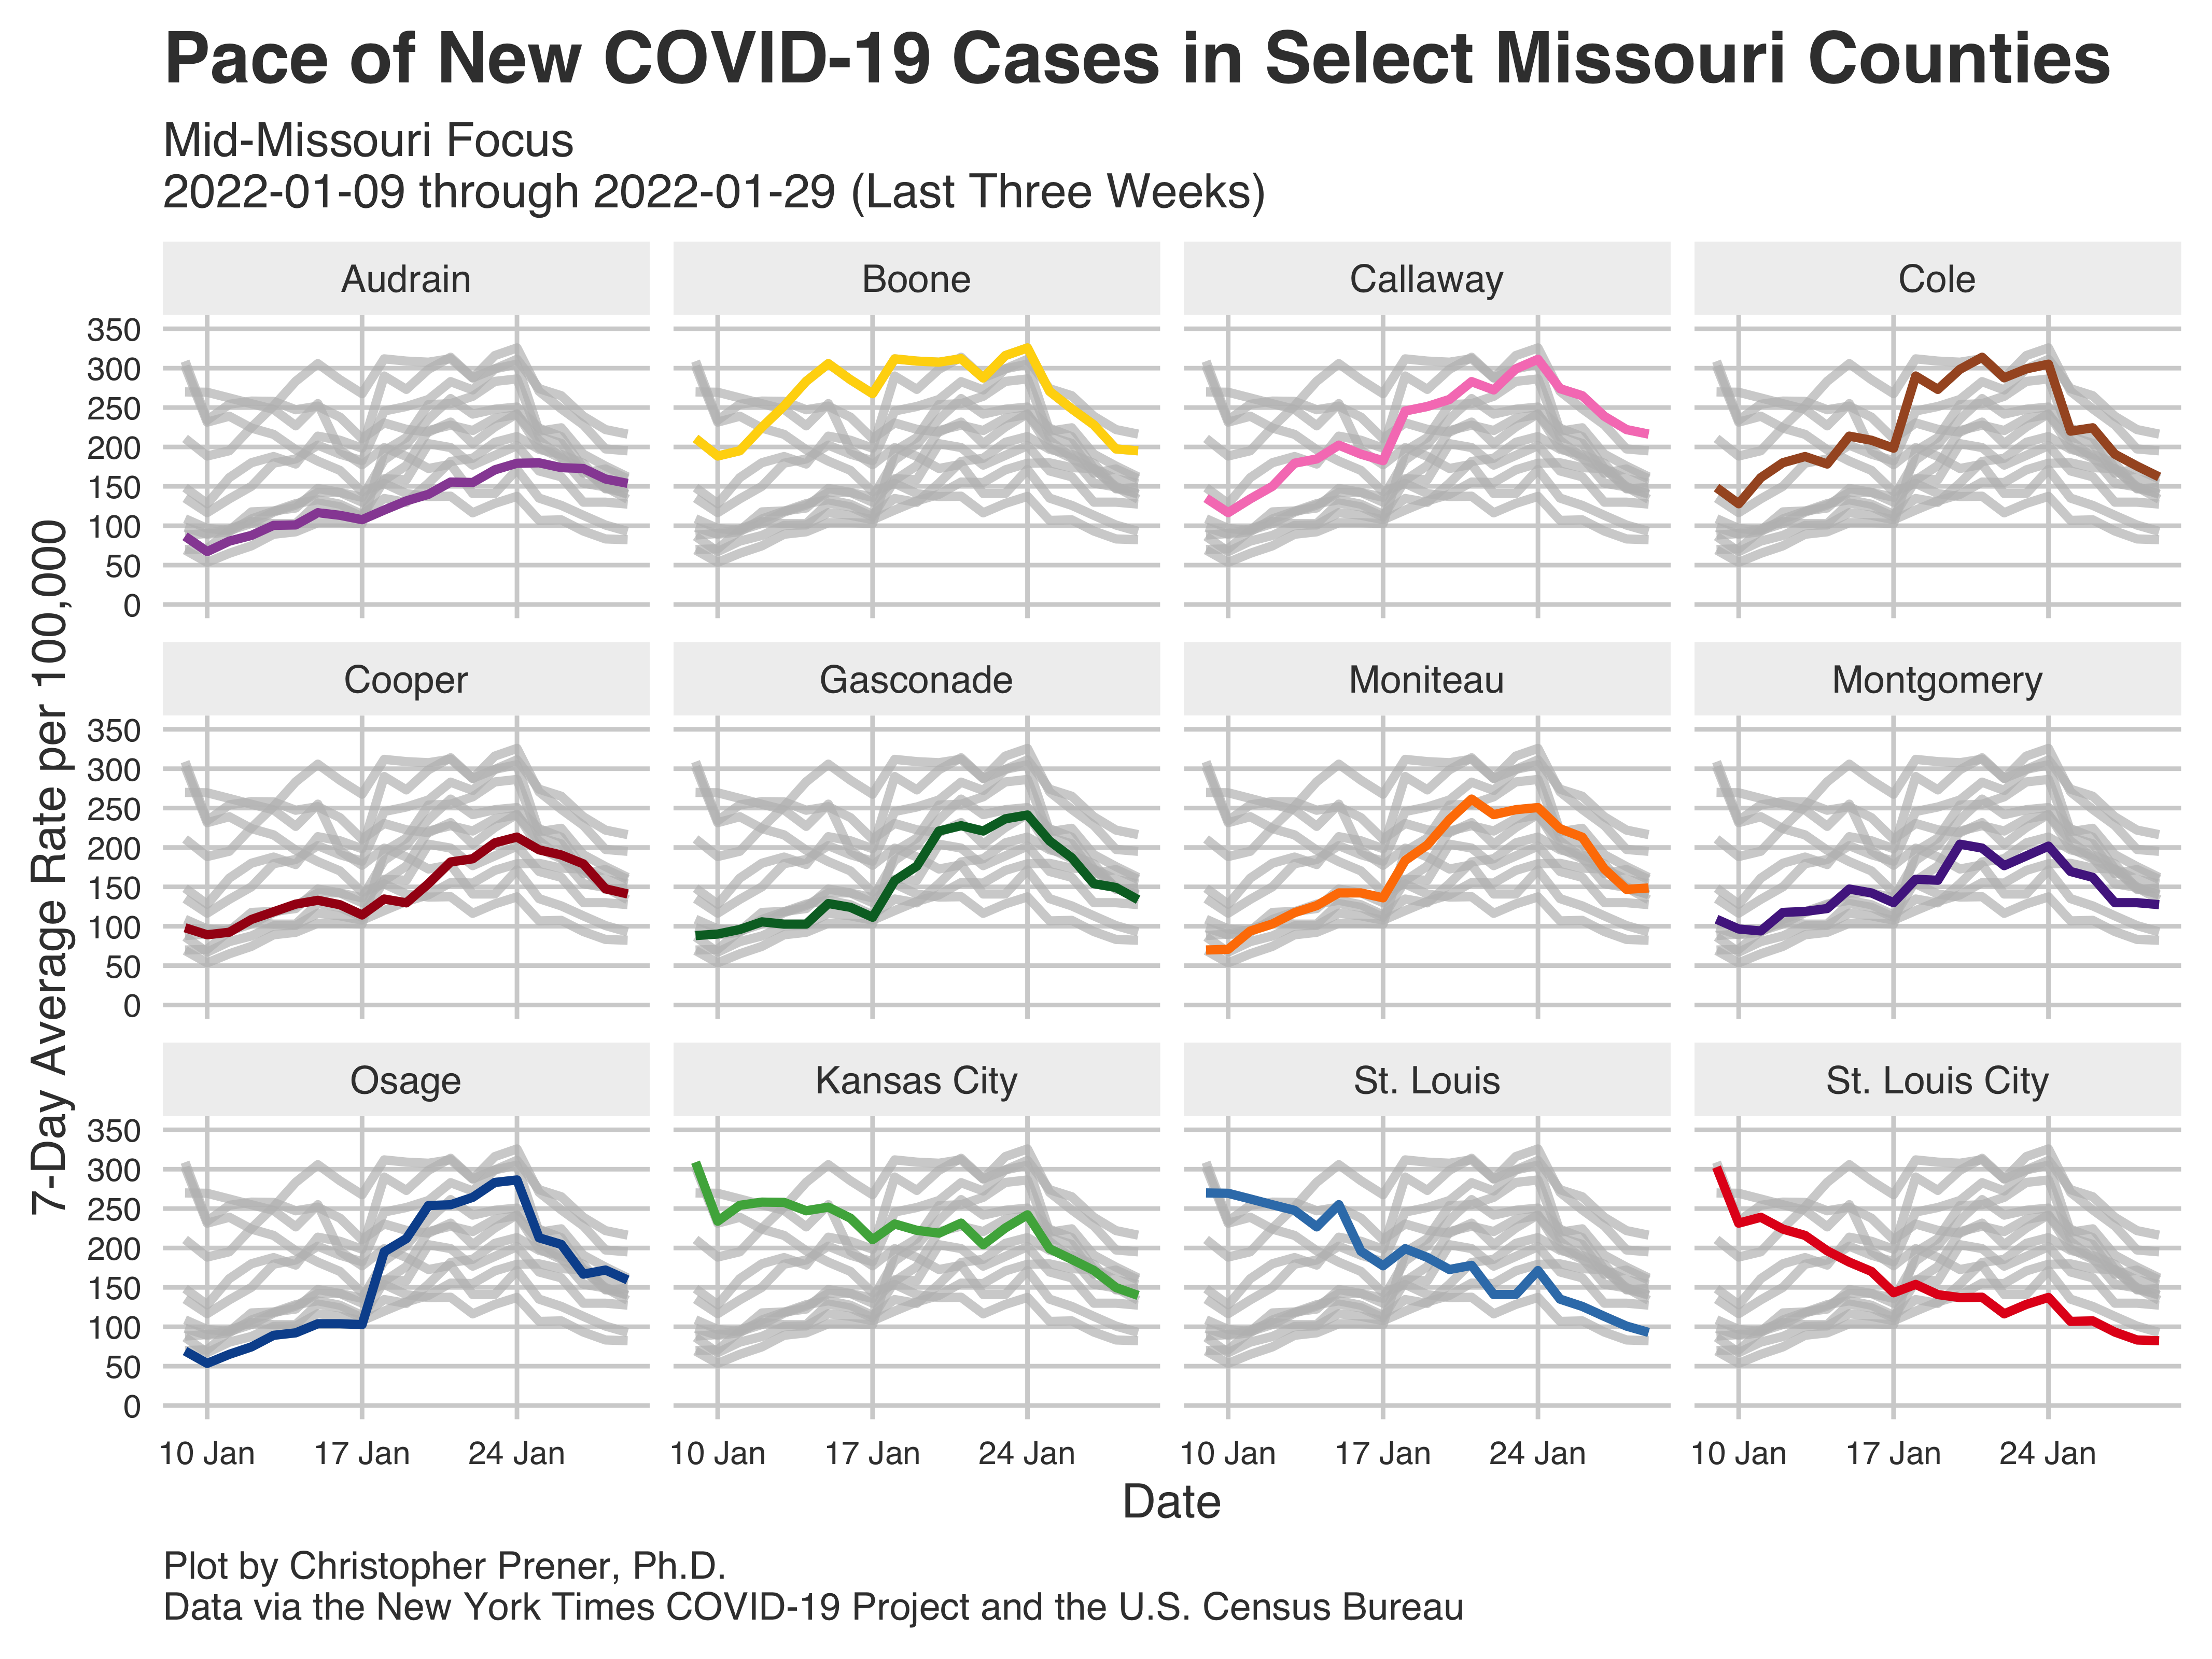 Pace of New COVID-19 Cases in Select Missouri Counties
Mid-Missouri Focus
2022-01-09 through 2022-01-29 (Last Three Weeks)
7-Day Average Rate per 100,000
Audrain
Boone
Callaway
Cole
350
300
250
200
150
100
50
0
Cooper
Gasconade
Moniteau
Montgomery
350
300
250
200
150
100
50
0
Osage
Kansas City
St. Louis
St. Louis City
350
300
250
200
150
100
50
0
10 Jan 17 Jan 24 Jan
10 Jan 17 Jan 24 Jan
10 Jan 17 Jan 24 Jan
10 Jan 17 Jan 24 Jan
Date
Plot by Christopher Prener, Ph.D.
Data via the New York Times COVID-19 Project and the U.S. Census Bureau